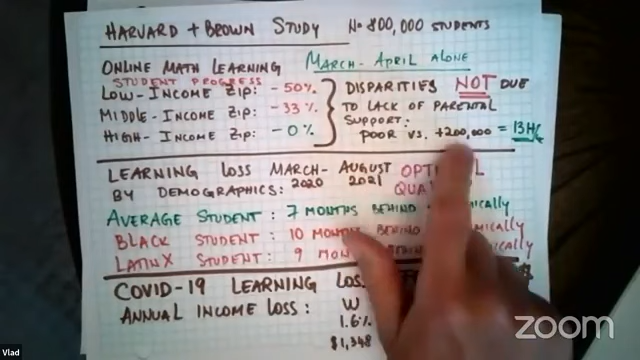 HARVARD + BROWN STUDY N= 800,000 STUDENTS
ONLINE MATH LEARNING MARCH-APRIL ALONE
STUDENT PROGRESS
LOW-INCOME ZIP: -50% DISPARITIES NOT DUE
MIDDLE-INCOME ZIP: -33% TO LACK OF PARENTAL
HIGH-INCOME ZIP: -0% SUPPORT:
POOR VS. +200,000 = 13
LEARNING LOSS MARCH- AUGUST
BY DEMOGRAPHICS: 2020 2021
AVERAGE STUDENT: 7 MONTHS BEHIND
BLACK STUDENT: 10 MONTHS BEHIND
LATINX STUDENT: 9
COVID-19 LEARNING
ANNUAL INCOME LOSS: W
1.6%
$1,348
zoom
Vlad